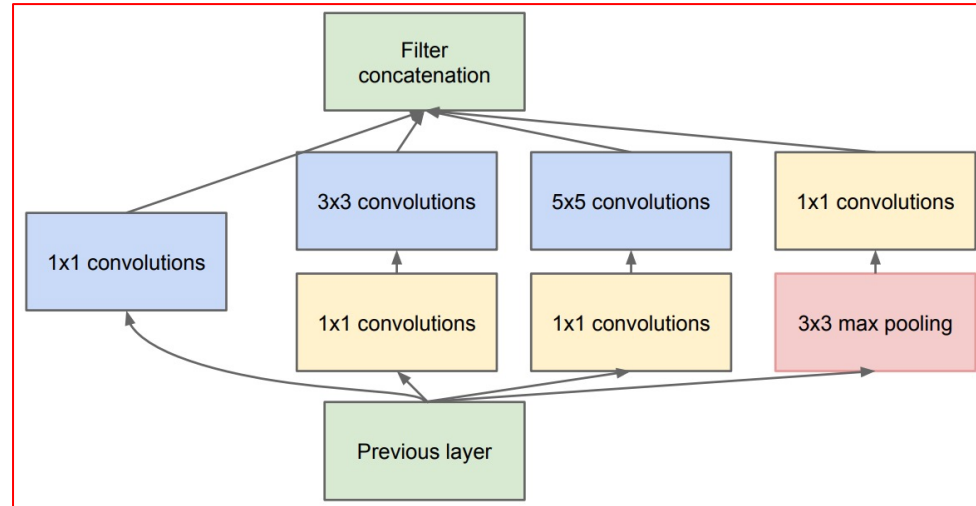 Filter
concatenation
3x3 convolutions
5x5 convolutions
1x1 convolutions
1x1 convolutions
1x1 convolutions
1x1 convolutions
3x3 max pooling
Previous layer